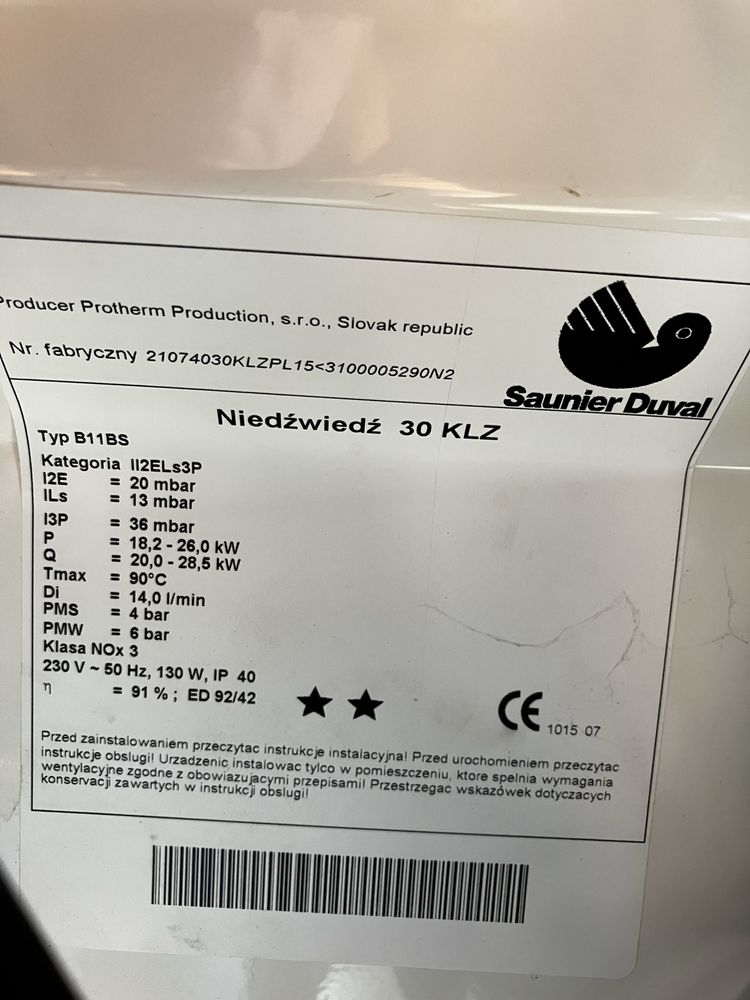 Producer Protherm Production, s.r.o., Slovak republic
Nr. fabryczny 21074030KLZPL15<3100005290N2
Saunier Duval
Niedźwiedź 30 KLZ
Typ B11BS
Kategoria II2ELs3P
I2E = 20 mbar
ILs = 13 mbar
I3P = 36 mbar
P = 18,2 - 26,0 kW
Q = 20,0 - 28,5 kW
Tmax = 90°C
Di = 14,0 l/min
PMS = 4 bar
PMW = 6 bar
Klasa NOx 3
230 V ~ 50 Hz, 130 W, IP 40
η = 91 % ; ED 92/42
CE 1015 07
Przed zainstalowaniem przeczytac instrukcje instalacyjna! Przed urochomieniem przeczytac
instrukcje obslugi! Urzadzenic instalowac tylco w pomieszczeniu, ktore spelnia wymagania
wentylacyjne zgodne z obowiazujacymi przepisami! Przestrzegac wskazówek dotyczacych
konservacji zawartych w instrukcji obslugi!